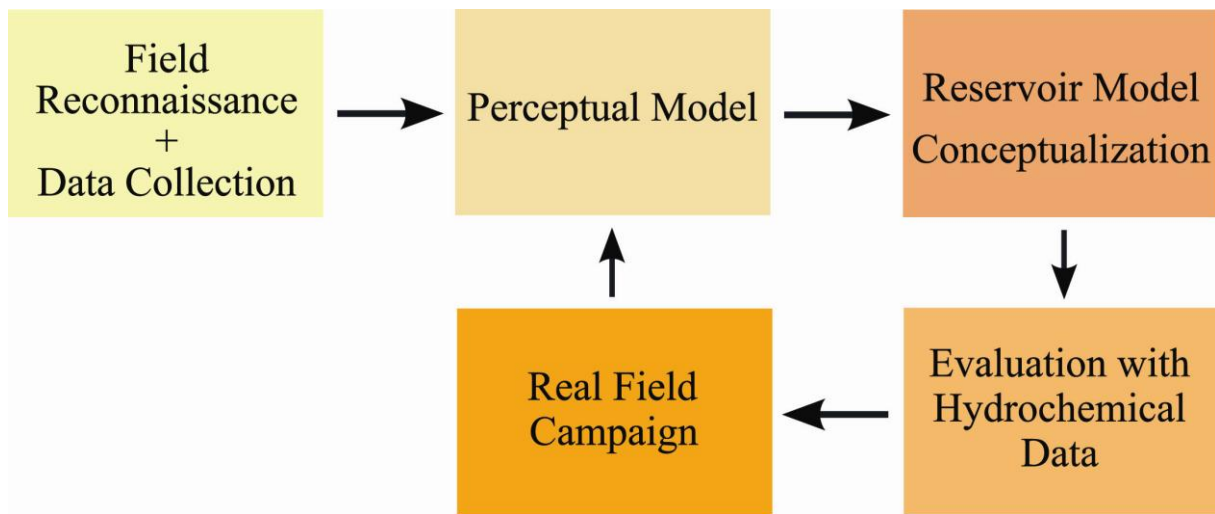 Field
Reconnaissance
+
Data Collection
Perceptual Model
Reservoir Model
Conceptualization
Real Field
Campaign
Evaluation with
Hydrochemical
Data